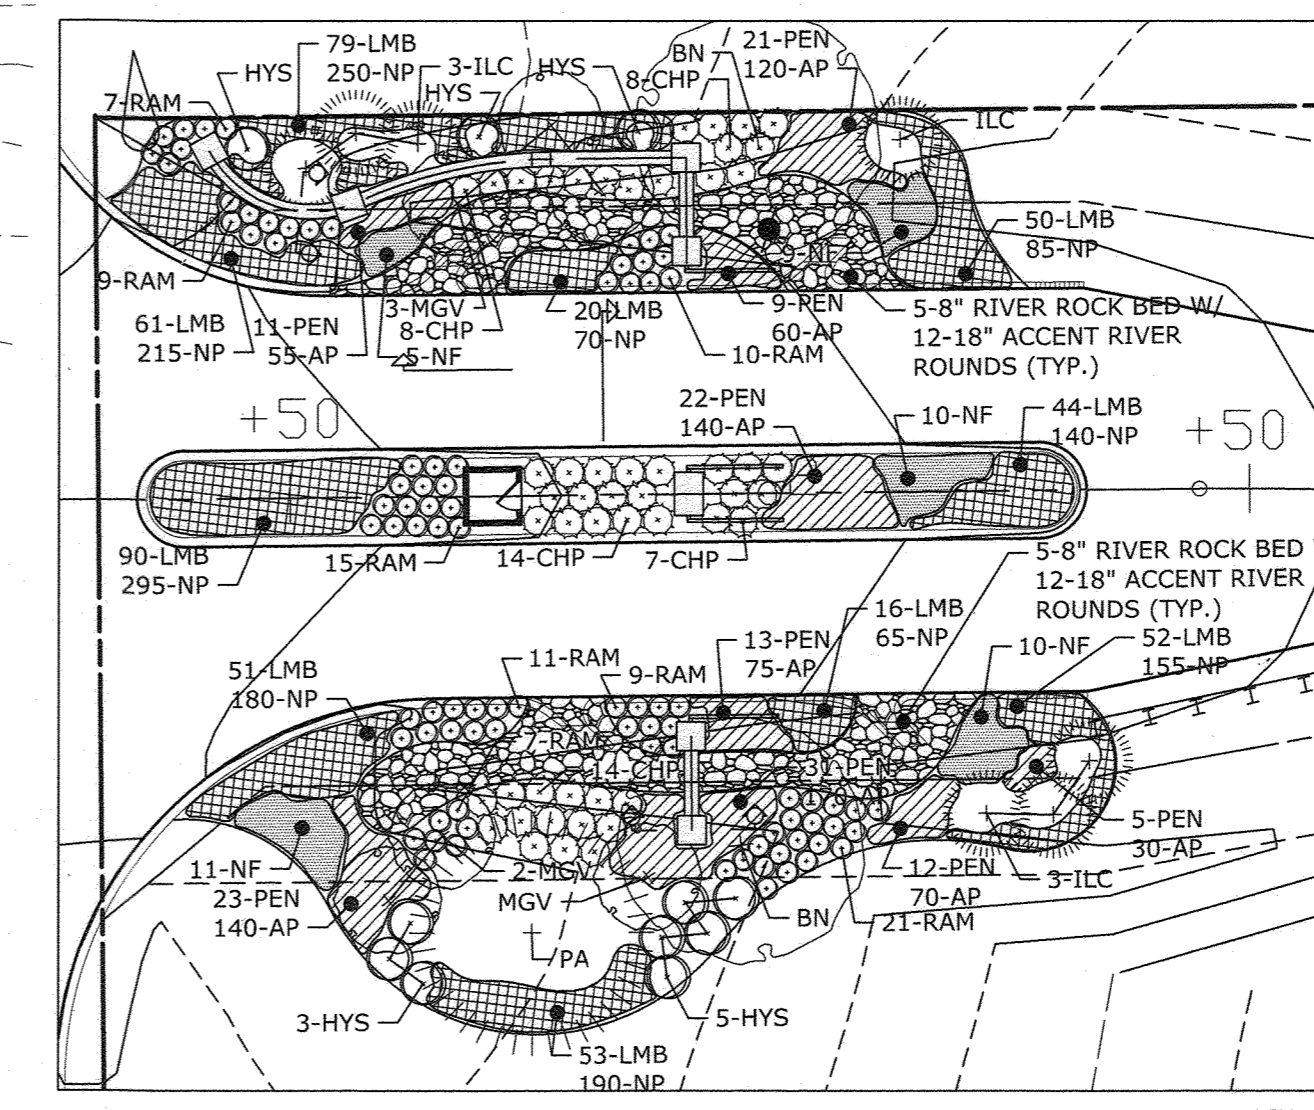 79-LMB
250-NP
HYS
3-ILC
HYS
HYS
BN
8-CHP
21-PEN
120-AP
7-RAM
ILC
50-LMB
85-NP
9-RAM
61-LMB
215-NP
11-PEN
55-AP
3-MGV
8-CHP
5-NF
20-LMB
70-NP
9-NF
9-PEN
60-AP
10-RAM
5-8" RIVER ROCK BED W/
12-18" ACCENT RIVER
ROUNDS (TYP.)
+50
22-PEN
140-AP
10-NF
44-LMB
140-NP
+50
90-LMB
295-NP
15-RAM
14-CHP
7-CHP
5-8" RIVER ROCK BED
12-18" ACCENT RIVER
ROUNDS (TYP.)
51-LMB
180-NP
11-RAM
9-RAM
13-PEN
75-AP
16-LMB
65-NP
10-NF
52-LMB
155-NP
7-RAM
14-CHP
31-PEN
11-NF
23-PEN
140-AP
2-MGV
MGV
PA
BN
12-PEN
70-AP
21-RAM
3-ILC
5-PEN
30-AP
3-HYS
5-HYS
53-LMB
190-NP